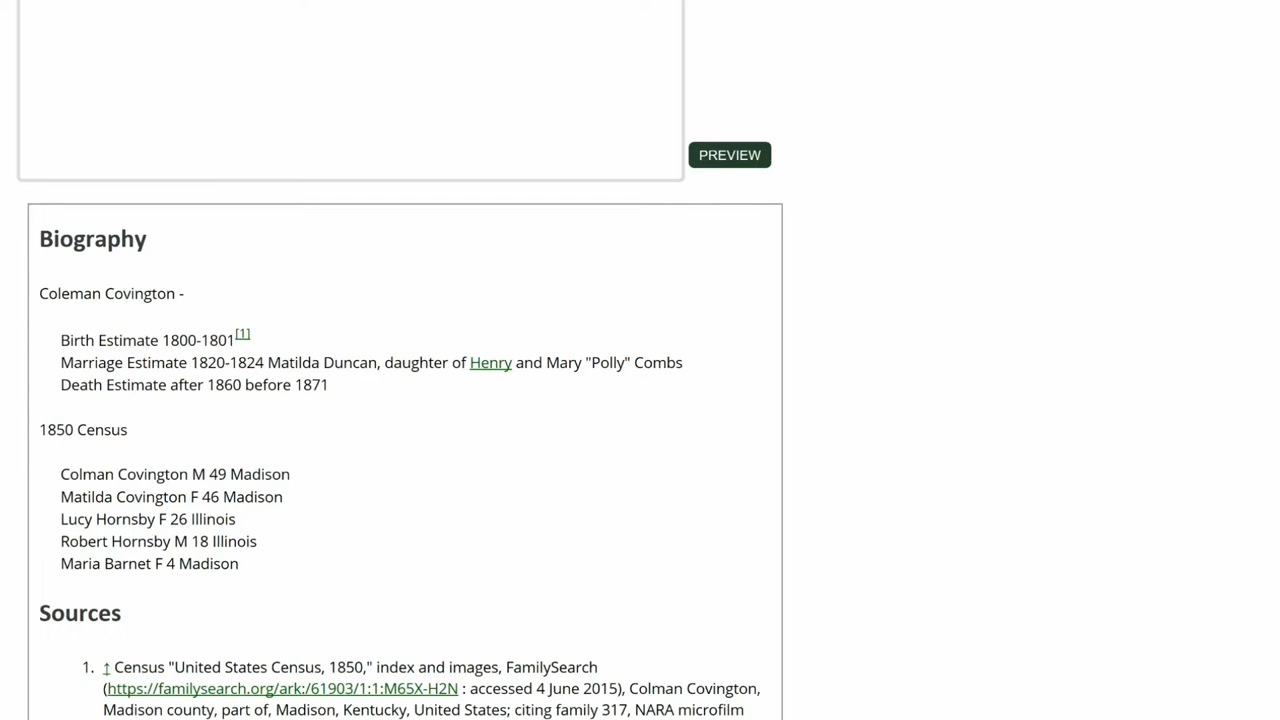 PREVIEW
Biography
Coleman Covington -
Birth Estimate 1800-1801[1]
Marriage Estimate 1820-1824 Matilda Duncan, daughter of Henry and Mary "Polly" Combs
Death Estimate after 1860 before 1871
1850 Census
Colman Covington M 49 Madison
Matilda Covington F 46 Madison
Lucy Hornsby F 26 Illinois
Robert Hornsby M 18 Illinois
Maria Barnet F 4 Madison
Sources
1. ↑ Census "United States Census, 1850," index and images, FamilySearch
(https://familysearch.org/ark:/61903/1:1:M65X-H2N : accessed 4 June 2015), Colman Covington,
Madison county, part of, Madison, Kentucky, United States; citing family 317, NARA microfilm